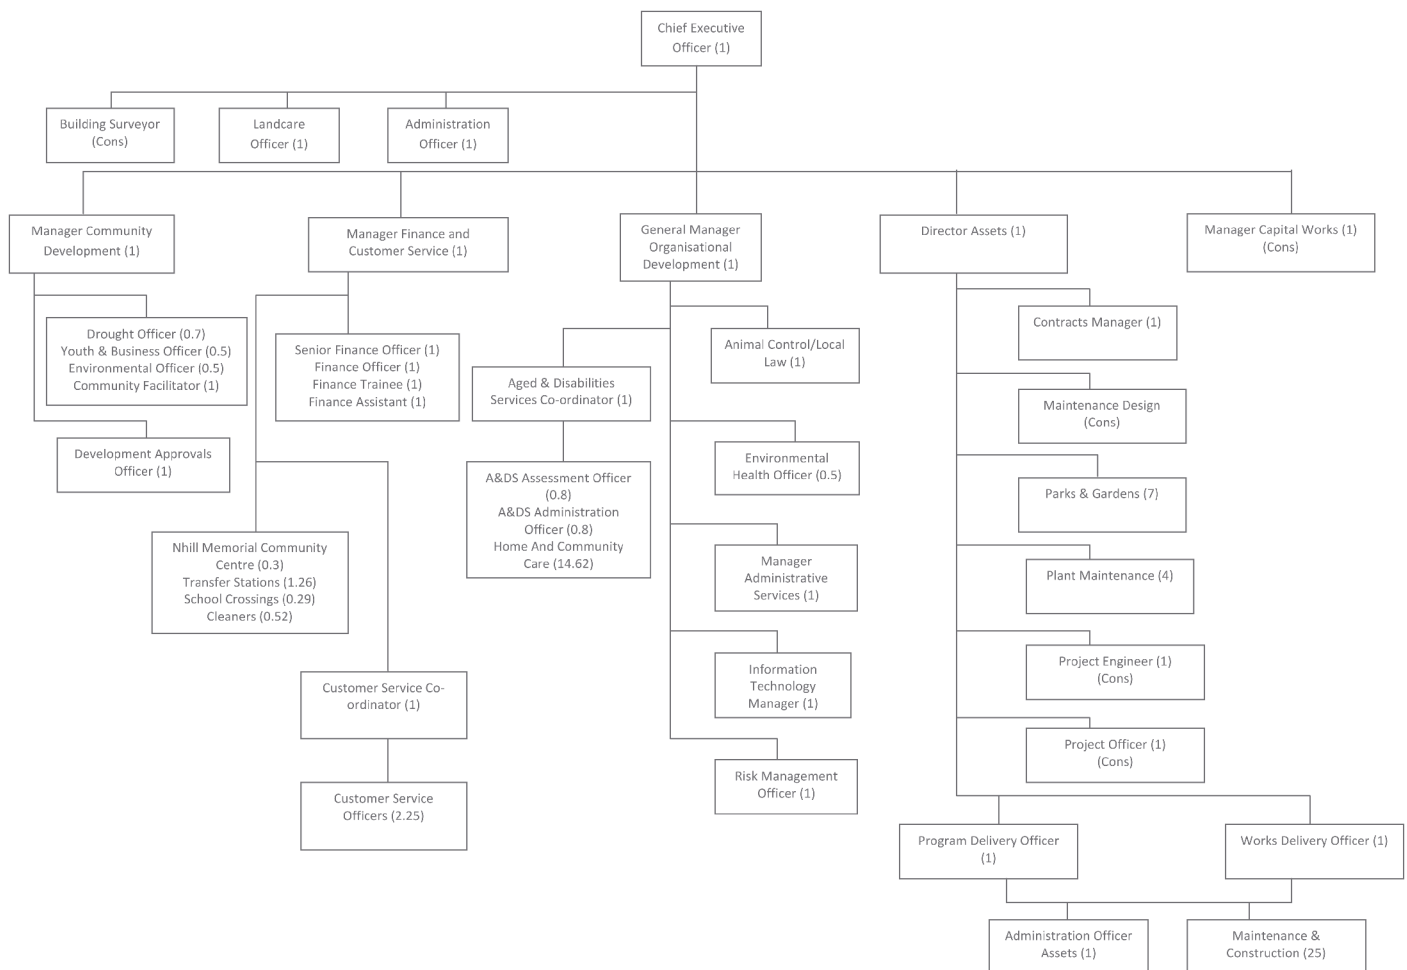 Chief Executive
Officer (1)
Building Surveyor
(Cons)
Landcare
Officer (1)
Administration
Officer (1)
Manager Community
Development (1)
Manager Finance and
Customer Service (1)
General Manager
Organisational
Development (1)
Director Assets (1)
Manager Capital Works (1)
(Cons)
Drought Officer (0.7)
Youth & Business Officer (0.5)
Environmental Officer (0.5)
Community Facilitator (1)
Development Approvals
Officer (1)
Senior Finance Officer (1)
Finance Officer (1)
Finance Trainee (1)
Finance Assistant (1)
Nhill Memorial Community
Centre (0.3)
Transfer Stations (1.26)
School Crossings (0.29)
Cleaners (0.52)
Customer Service Co-
ordinator (1)
Customer Service
Officers (2.25)
Aged & Disabilities
Services Co-ordinator (1)
A&DS Assessment Officer
(0.8)
A&DS Administration
Officer (0.8)
Home And Community
Care (14.62)
Animal Control/Local
Law (1)
Environmental
Health Officer (0.5)
Manager
Administrative
Services (1)
Information
Technology
Manager (1)
Risk Management
Officer (1)
Contracts Manager (1)
Maintenance Design
(Cons)
Parks & Gardens (7)
Plant Maintenance (4)
Project Engineer (1)
(Cons)
Project Officer (1)
(Cons)
Program Delivery Officer
(1)
Works Delivery Officer (1)
Administration Officer
Assets (1)
Maintenance &
Construction (25)